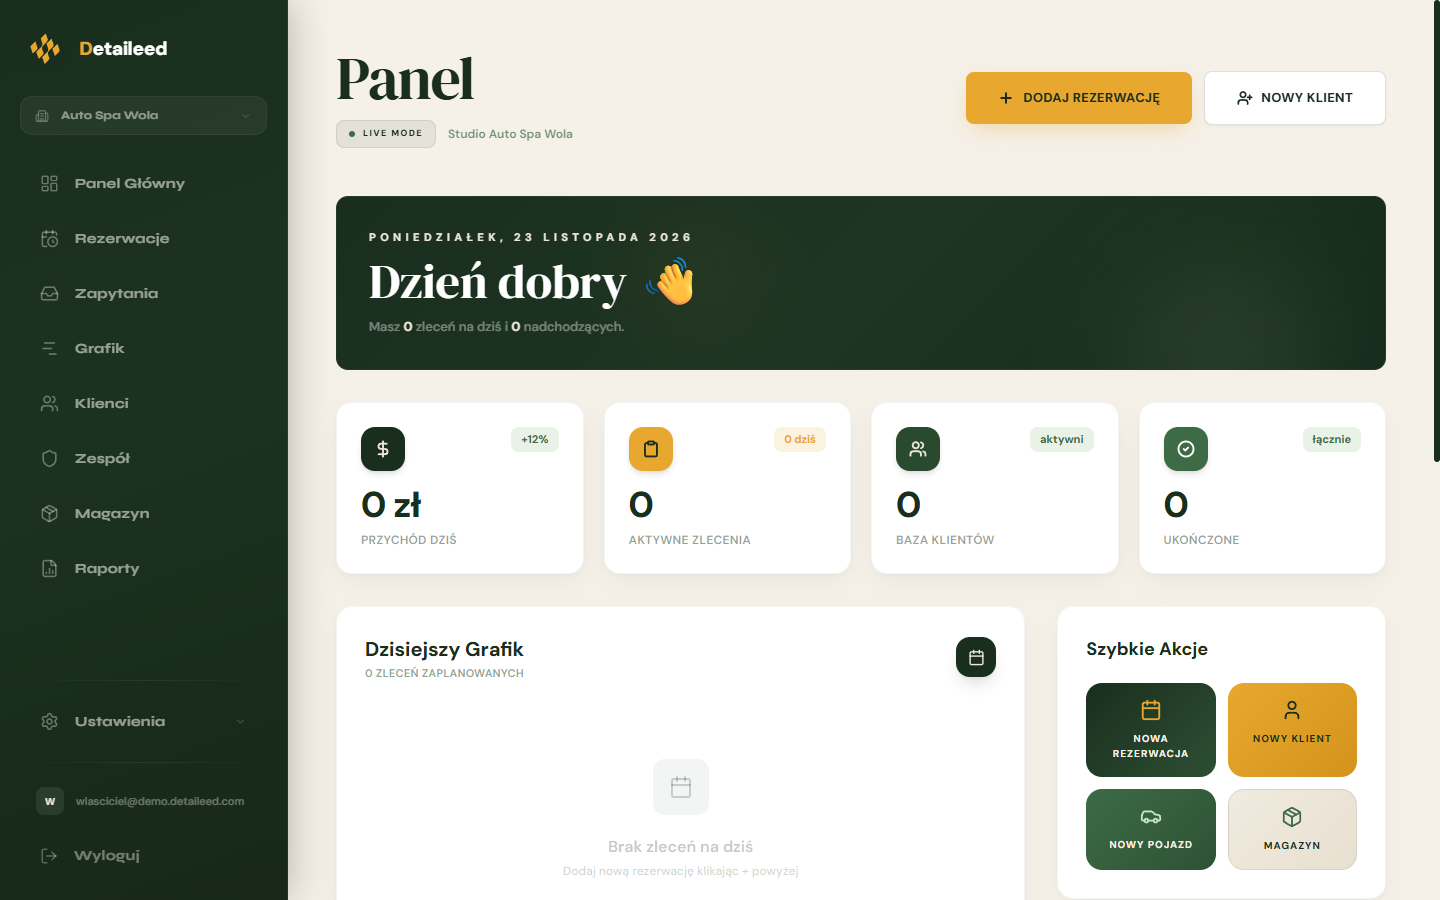 Detaileed
Auto Spa Wola
Panel Główny
Rezerwacje
Zapytania
Grafik
Klienci
Zespół
Magazyn
Raporty
Ustawienia
W
wlasciciel@demo.detaileed.com
Wyloguj
Panel
LIVE MODE
Studio Auto Spa Wola
DODAJ REZERWACJĘ
NOWY KLIENT
PONIEDZIAŁEK, 23 LISTOPADA 2026
Dzień dobry 👋
Masz 0 zleceń na dziś i 0 nadchodzących.
+12%
0 zł
PRZYCHÓD DZIŚ
0 dziś
0
AKTYWNE ZLECENIA
aktywni
0
BAZA KLIENTÓW
łącznie
0
UKOŃCZONE
Dzisiejszy Grafik
0 ZLECEŃ ZAPLANOWANYCH
Brak zleceń na dziś
Dodaj nową rezerwację klikając + powyżej
Szybkie Akcje
NOWA
REZERWACJA
NOWY KLIENT
NOWY POJAZD
MAGAZYN